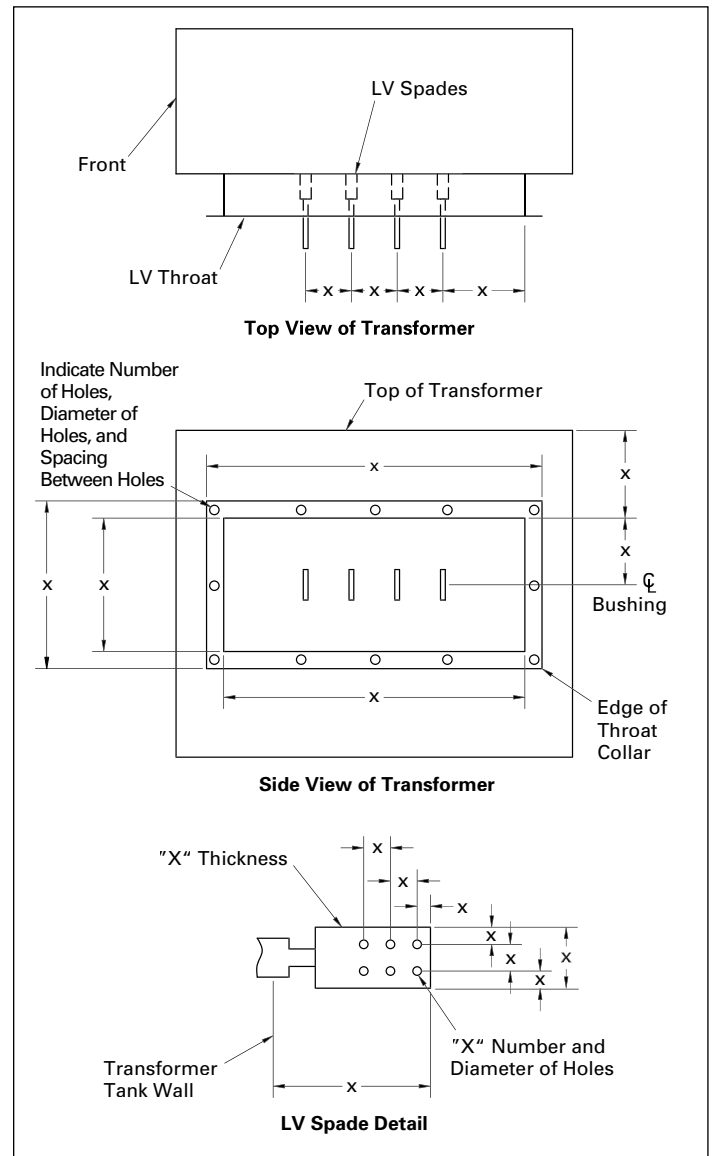 LV Spades
Front
LV Throat
x x x x
Top View of Transformer
Indicate Number
of Holes,
Diameter of
Holes, and
Spacing
Between Holes
Top of Transformer
x
x
x
x
x
℄
Bushing
x
Edge of
Throat
Collar
Side View of Transformer
"X" Thickness
x
x
x
x
x
x
x
"X" Number and
Diameter of Holes
Transformer
Tank Wall
x
LV Spade Detail